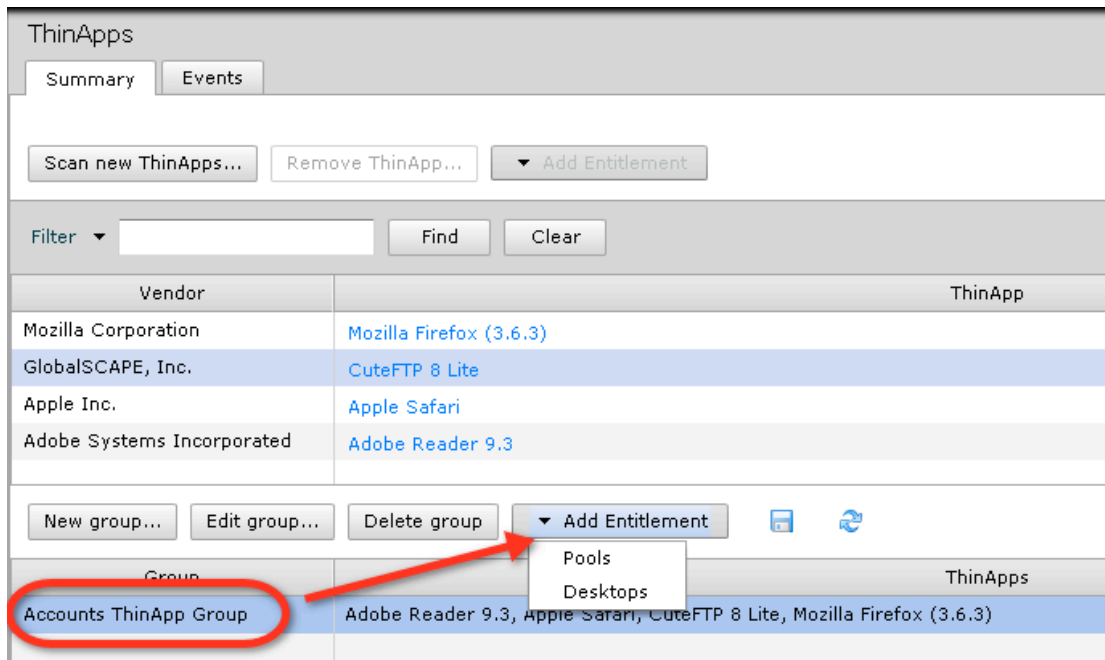 ThinApps
Summary Events
Scan new ThinApps... Remove ThinApp... Add Entitlement
Filter Find Clear
Vendor ThinApp
Mozilla Corporation Mozilla Firefox (3.6.3)
GlobalSCAPE, Inc. CuteFTP 8 Lite
Apple Inc. Apple Safari
Adobe Systems Incorporated Adobe Reader 9.3
New group... Edit group... Delete group Add Entitlement
Pools
Desktops
Group ThinApps
Accounts ThinApp Group Adobe Reader 9.3, Apple Safari, CuteFTP 8 Lite, Mozilla Firefox (3.6.3)